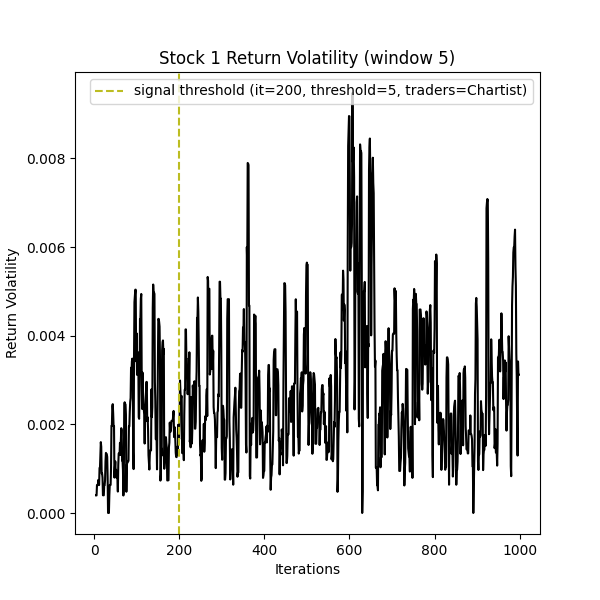 Stock 1 Return Volatility (window 5)
signal threshold (it=200, threshold=5, traders=Chartist)
0.008
0.006
0.004
0.002
0.000
Return Volatility
0 200 400 600 800 1000
Iterations